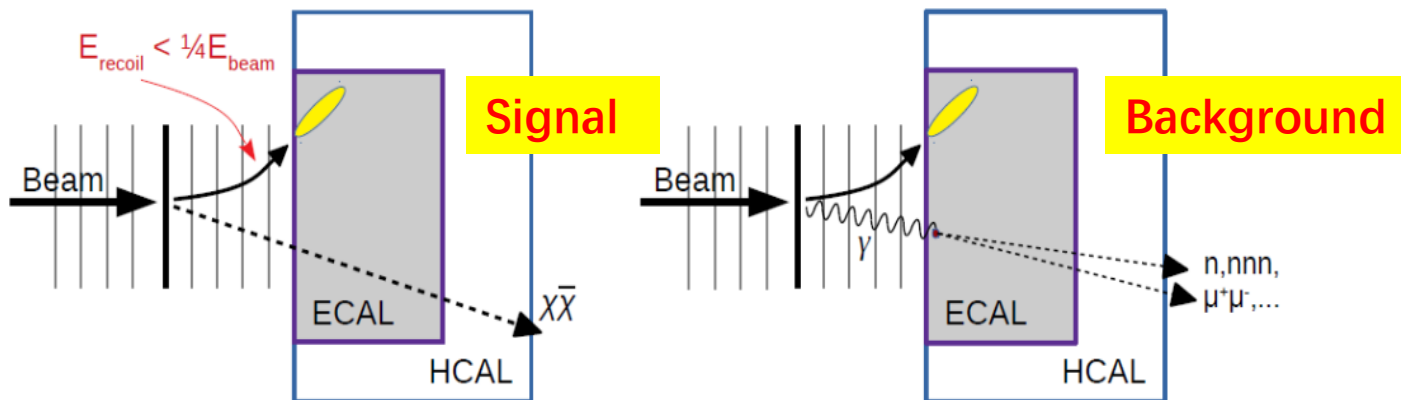 E_recoil < ¼E_beam
Signal
Beam
ECAL
χχ̅
HCAL
Background
Beam
γ
n,nnn,
μ⁺μ⁻,...
ECAL
HCAL